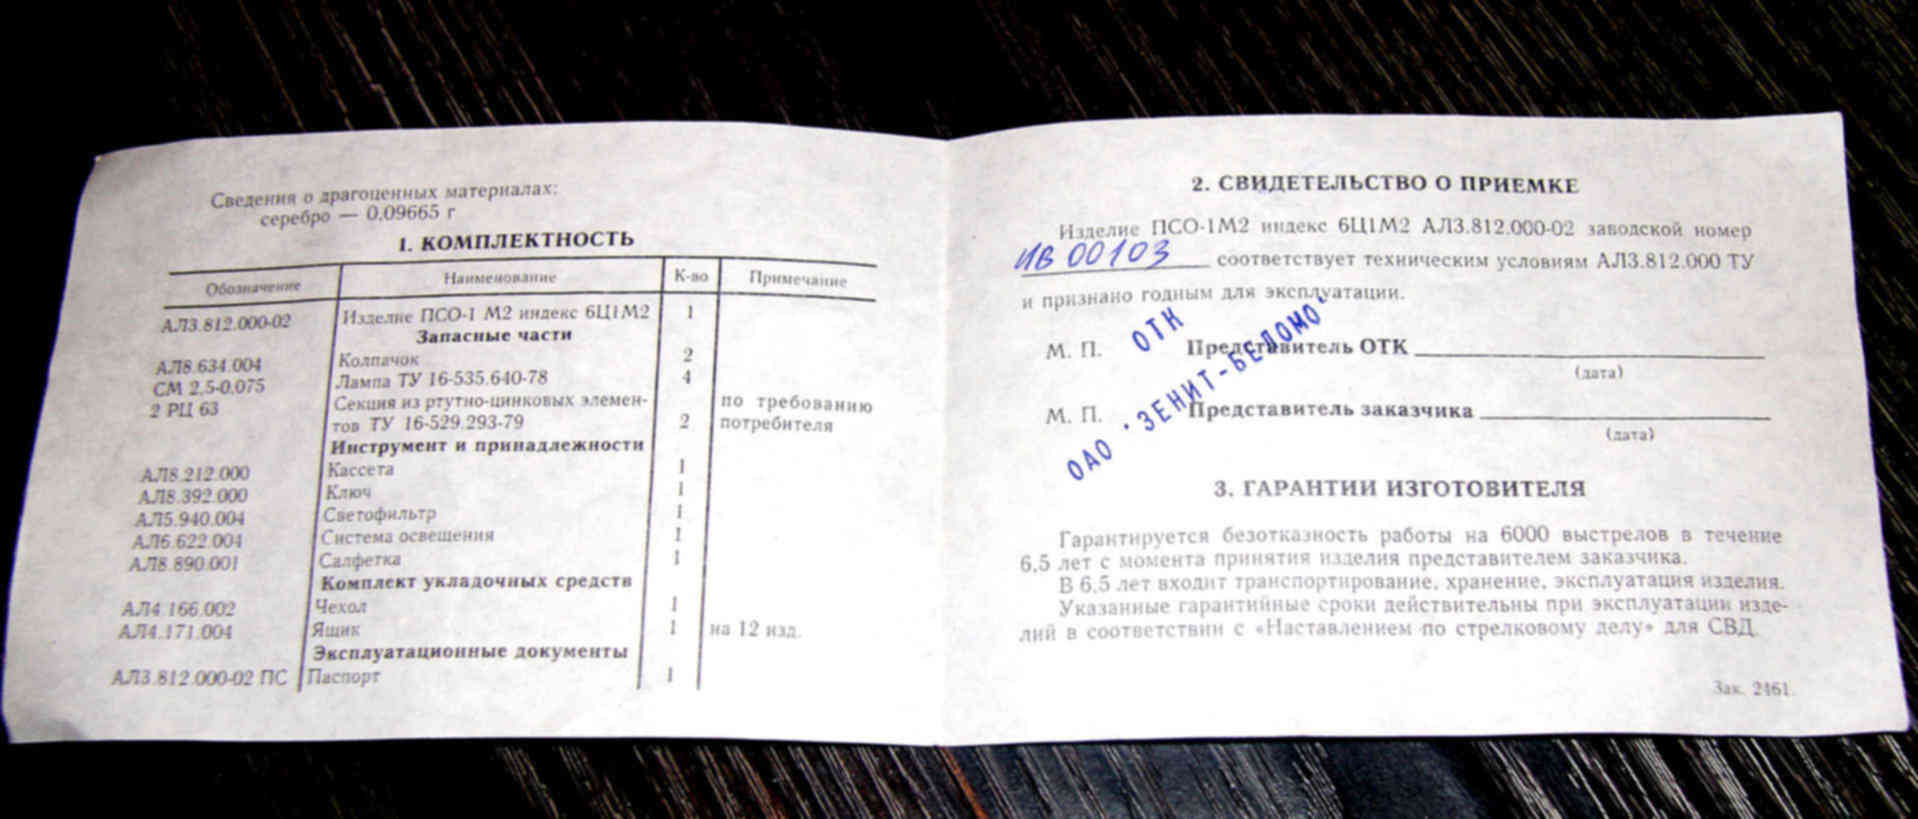 Сведения о драгоценных материалах:
серебро — 0,09665 г
1. КОМПЛЕКТНОСТЬ
Обозначение Наименование К-во Примечание
АЛ3.812.000-02 Изделие ПСО-1 М2 индекс 6Ц1М2 1
Запасные части
АЛ8.634.004 Колпачок 2
СМ 2,5-0,075 Лампа ТУ 16-535.640-78 4
2 РЦ 63 Секция из ртутно-цинковых элемен- по требованию
тов ТУ 16-529.293-79 2 потребителя
Инструмент и принадлежности
АЛ8.212.000 Кассета 1
АЛ8.392.000 Ключ 1
АЛ5.940.004 Светофильтр 1
АЛ6.622.004 Система освещения 1
АЛ8.890.001 Салфетка 1
Комплект укладочных средств
АЛ4.166.002 Чехол 1
АЛ4.171.004 Ящик 1 на 12 изд.
Эксплуатационные документы
АЛ3.812.000-02 ПС Паспорт 1
2. СВИДЕТЕЛЬСТВО О ПРИЕМКЕ
Изделие ПСО-1М2 индекс 6Ц1М2 АЛ3.812.000-02 заводской номер
ИВ 00103 соответствует техническим условиям АЛ3.812.000 ТУ
и признано годным для эксплуатации.
М. П. Представитель ОТК
(дата)
ОТК
ОАО "ЗЕНИТ-БЕЛОМО"
М. П. Представитель заказчика
(дата)
3. ГАРАНТИИ ИЗГОТОВИТЕЛЯ
Гарантируется безотказность работы на 6000 выстрелов в течение
6,5 лет с момента принятия изделия представителем заказчика.
В 6,5 лет входит транспортирование, хранение, эксплуатация изделия.
Указанные гарантийные сроки действительны при эксплуатации изде-
лий в соответствии с «Наставлением по стрелковому делу» для СВД.
Зак. 2461.